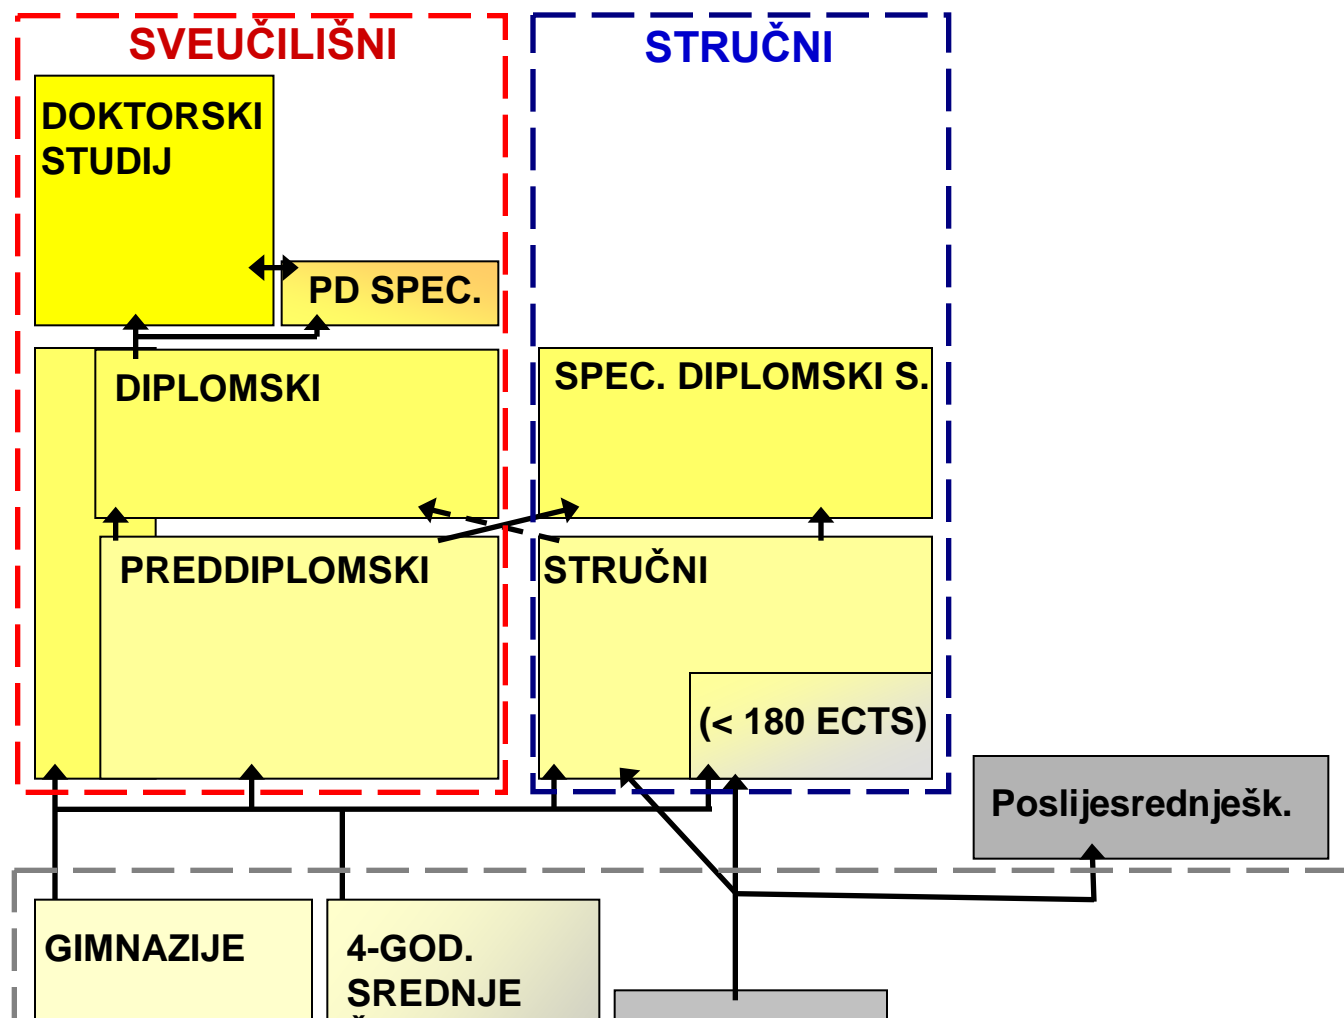 SVEUČILIŠNI
STRUČNI
DOKTORSKI
STUDIJ
PD SPEC.
DIPLOMSKI
SPEC. DIPLOMSKI S.
PREDDIPLOMSKI
STRUČNI
(< 180 ECTS)
Poslijesrednješk.
GIMNAZIJE
4-GOD.
SREDNJE